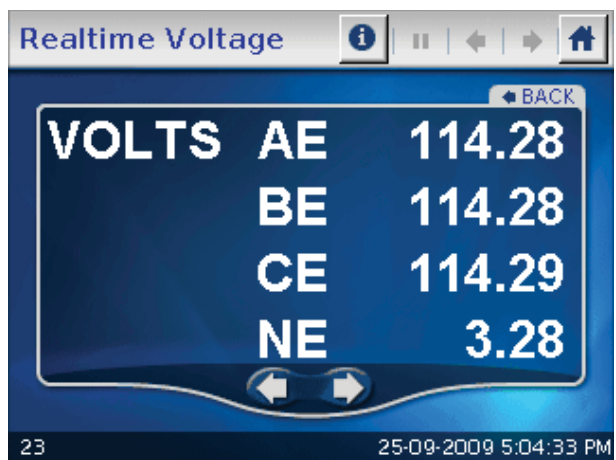 Realtime Voltage
BACK
VOLTS AE 114.28
BE 114.28
CE 114.29
NE 3.28
23 25-09-2009 5:04:33 PM